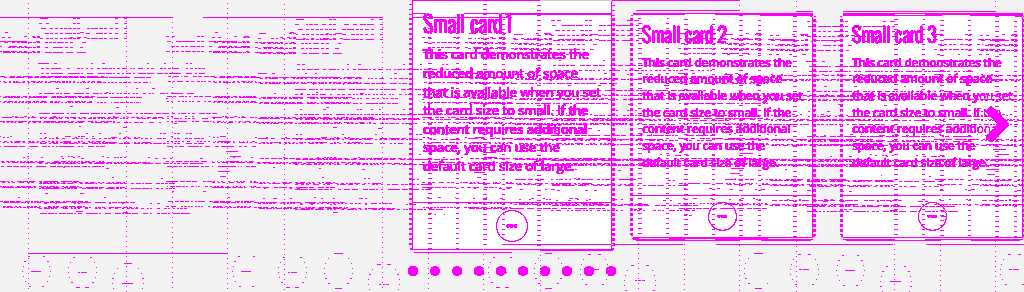 Small card 1
This card demonstrates the
reduced amount of space
that is available when you set
the card size to small. If the
content requires additional
space, you can use the
default card size of large.
Small card 2
This card demonstrates the
reduced amount of space
that is available when you set
the card size to small. If the
content requires additional
space, you can use the
default card size of large.
Small card 3
This card demonstrates the
reduced amount of space
that is available when you set
the card size to small. If the
content requires addition
space, you can use the
default card size of large.